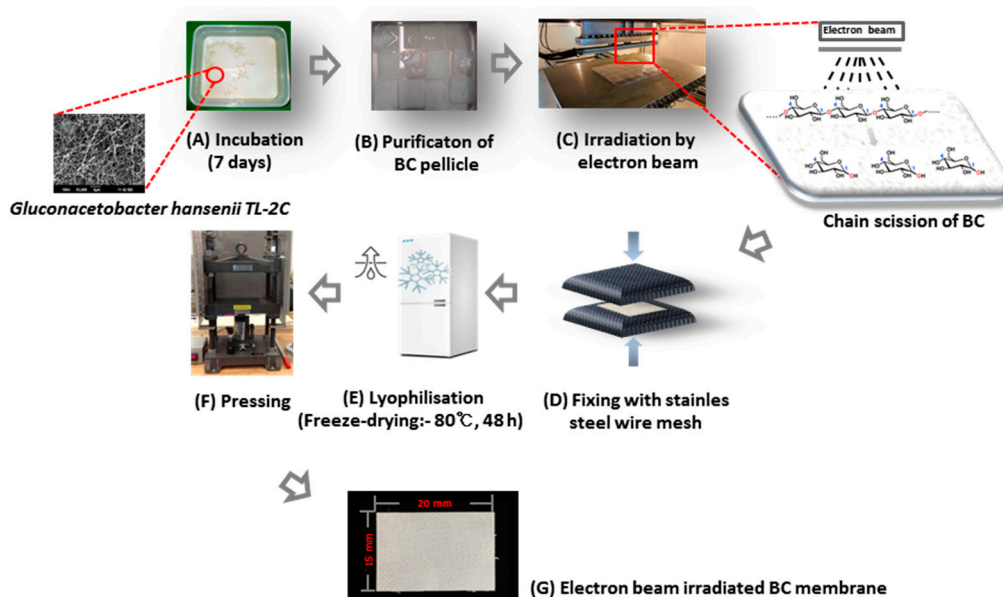 Electron beam
(A) Incubation
(7 days)
(B) Purificaton of
BC pellicle
(C) Irradiation by
electron beam
Gluconacetobacter hansenii TL-2C
Chain scission of BC
(F) Pressing
(E) Lyophilisation
(Freeze-drying:- 80℃, 48 h)
(D) Fixing with stainles
steel wire mesh
20 mm
15 mm
(G) Electron beam irradiated BC membrane